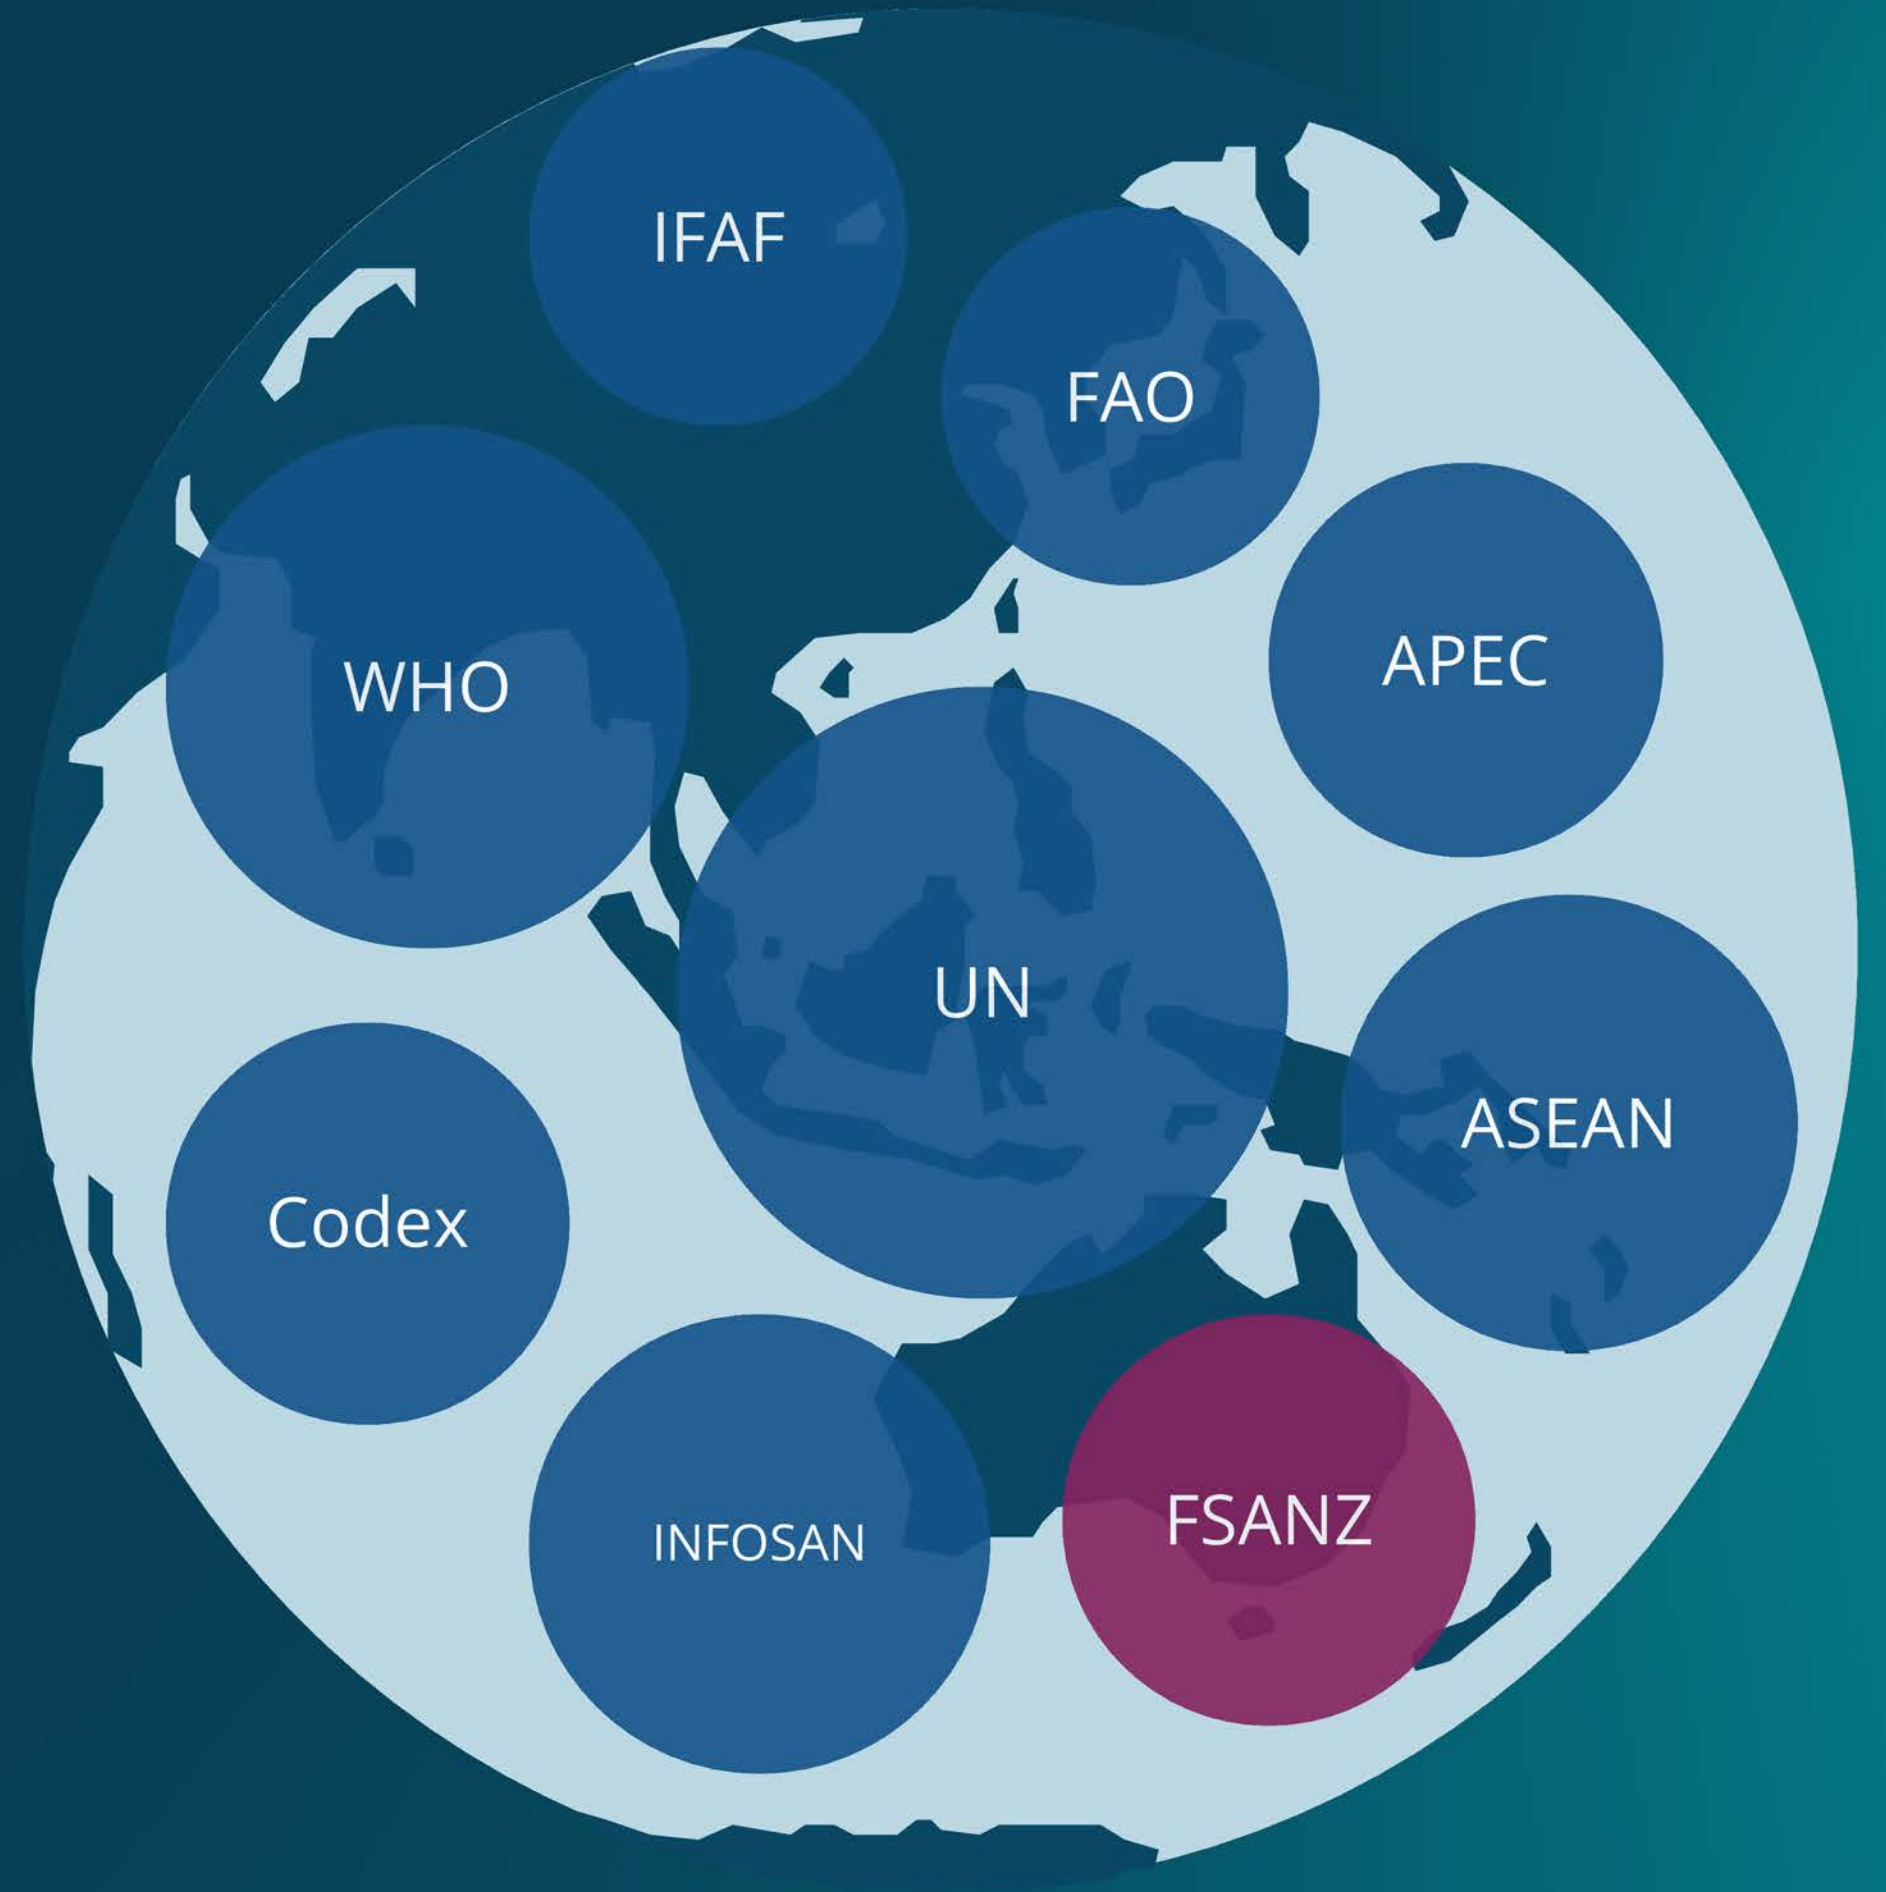 IFAF
FAO
APEC
WHO
UN
ASEAN
Codex
FSANZ
INFOSAN